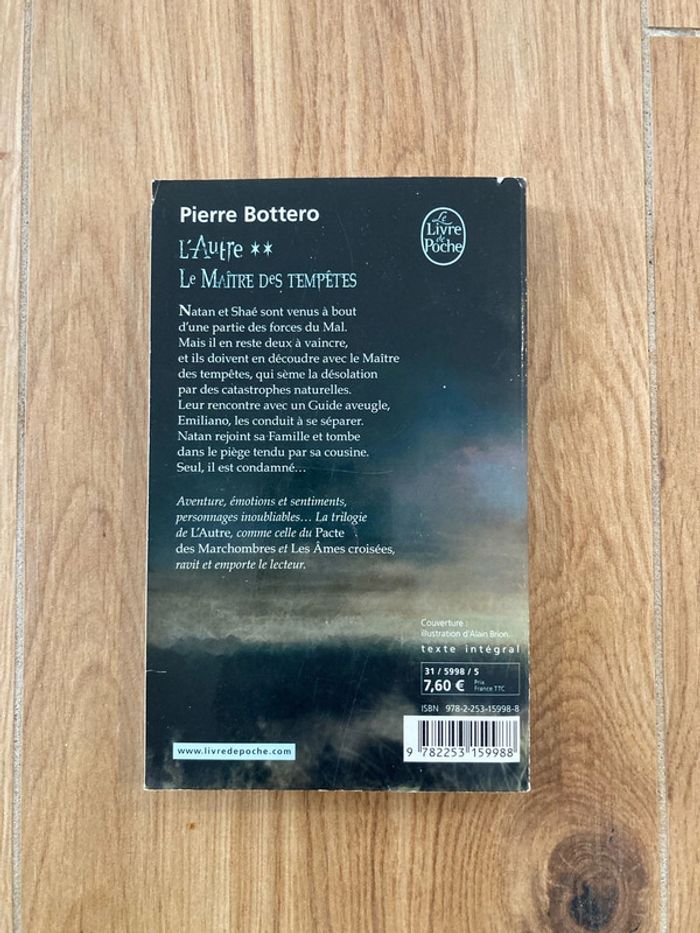 Pierre Bottero
Le
Livre
de
Poche
L'Autre **
Le Maître des tempêtes
Natan et Shaé sont venus à bout
d'une partie des forces du Mal.
Mais il en reste deux à vaincre,
et ils doivent en découdre avec le Maître
des tempêtes, qui sème la désolation
par des catastrophes naturelles.
Leur rencontre avec un Guide aveugle,
Emiliano, les conduit à se séparer.
Natan rejoint sa Famille et tombe
dans le piège tendu par sa cousine.
Seul, il est condamné...
Aventure, émotions et sentiments,
personnages inoubliables... La trilogie
de L'Autre, comme celle du Pacte
des Marchombres et Les Âmes croisées,
ravit et emporte le lecteur.
Couverture :
illustration d'Alain Brion.
texte intégral
31 / 5998 / 5
7,60 € Prix
France TTC
ISBN 978-2-253-15998-8
9 782253 159988
www.livredepoche.com